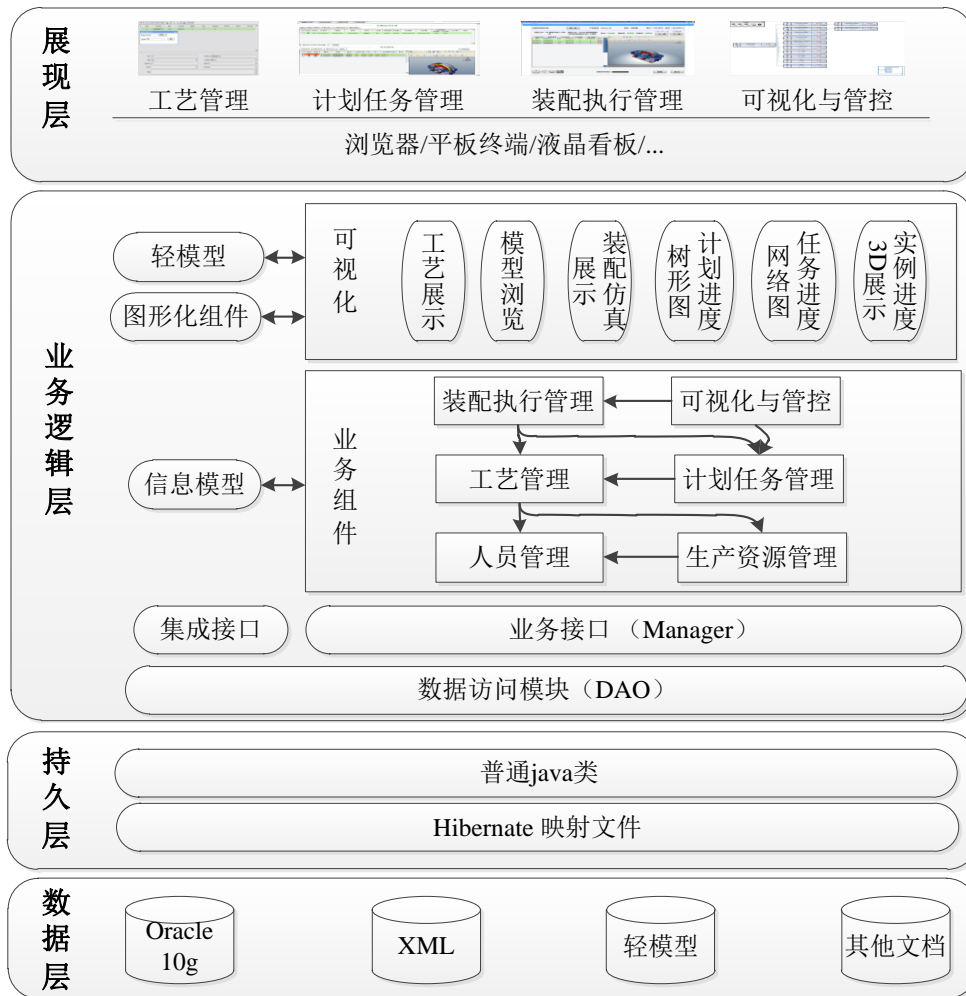 展现层
工艺管理
计划任务管理
装配执行管理
可视化与管控
浏览器/平板终端/液晶看板/...
业务逻辑层
轻模型
图形化组件
可视化
工艺展示
模型浏览
装配仿真
展示
计划进度
树形图
任务进度
网络图
实例进度
3D展示
信息模型
业务组件
装配执行管理
可视化与管控
工艺管理
计划任务管理
人员管理
生产资源管理
集成接口
业务接口 （Manager）
数据访问模块（DAO）
持久层
普通java类
Hibernate 映射文件
数据层
Oracle
10g
XML
轻模型
其他文档